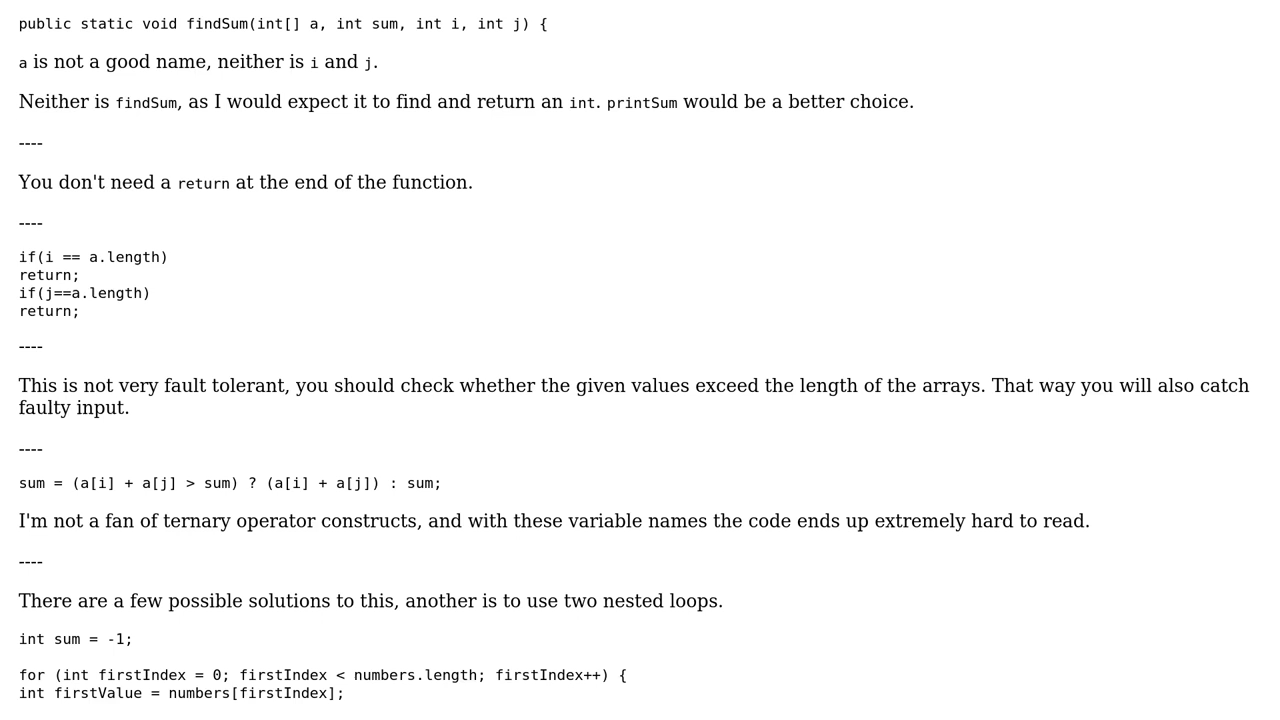 public static void findSum(int[] a, int sum, int i, int j) {
a is not a good name, neither is i and j.
Neither is findSum, as I would expect it to find and return an int. printSum would be a better choice.
----
You don't need a return at the end of the function.
----
if(i == a.length)
return;
if(j==a.length)
return;
----
This is not very fault tolerant, you should check whether the given values exceed the length of the arrays. That way you will also catch
faulty input.
----
sum = (a[i] + a[j] > sum) ? (a[i] + a[j]) : sum;
I'm not a fan of ternary operator constructs, and with these variable names the code ends up extremely hard to read.
----
There are a few possible solutions to this, another is to use two nested loops.
int sum = -1;
for (int firstIndex = 0; firstIndex < numbers.length; firstIndex++) {
int firstValue = numbers[firstIndex];